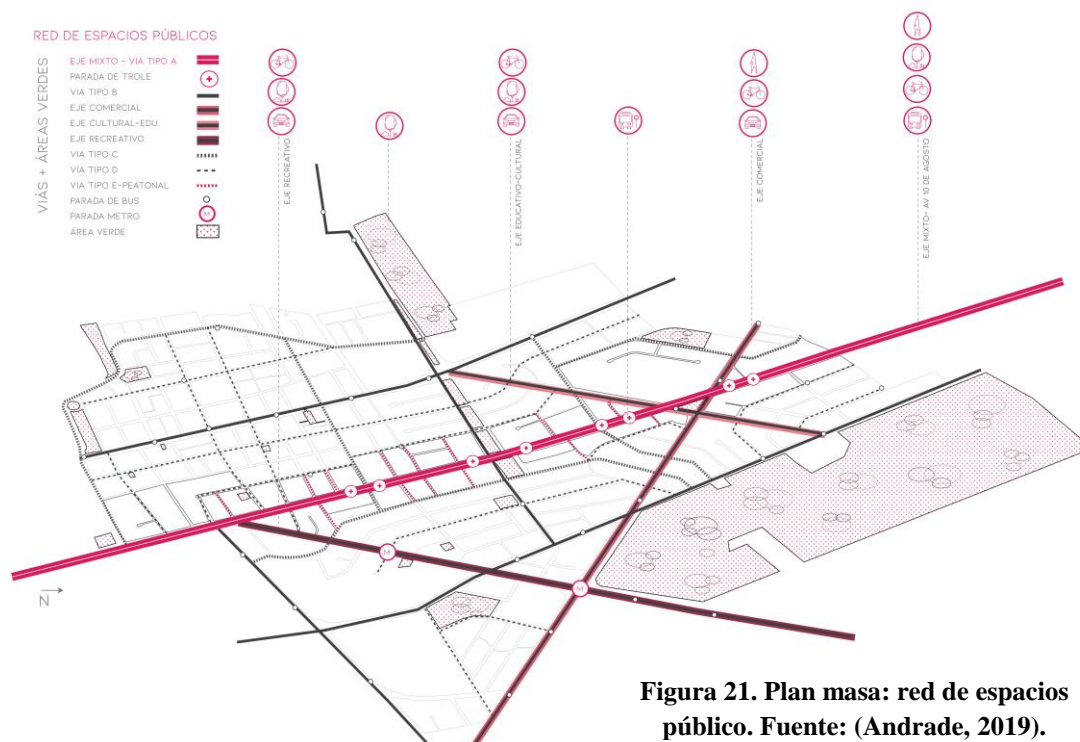 RED DE ESPACIOS PÚBLICOS
VIÁS + ÁREAS VERDES
EJE MIXTO - VIA TIPO A
PARADA DE TROLE
VIA TIPO B
EJE COMERCIAL
EJE CULTURAL-EDU.
EJE RECREATIVO
VIA TIPO C
VÍA TIPO D
VIA TIPO E-PEATONAL
PARADA DE BUS
PARADA METRO
M
ÁREA VERDE
EJE RECREATIVO
EJE EDUCATIVO-CULTURAL
EJE COMERCIAL
EJE MIXTO- AV 10 DE AGOSTO
M
M
N
Figura 21. Plan masa: red de espacios
público. Fuente: (Andrade, 2019).